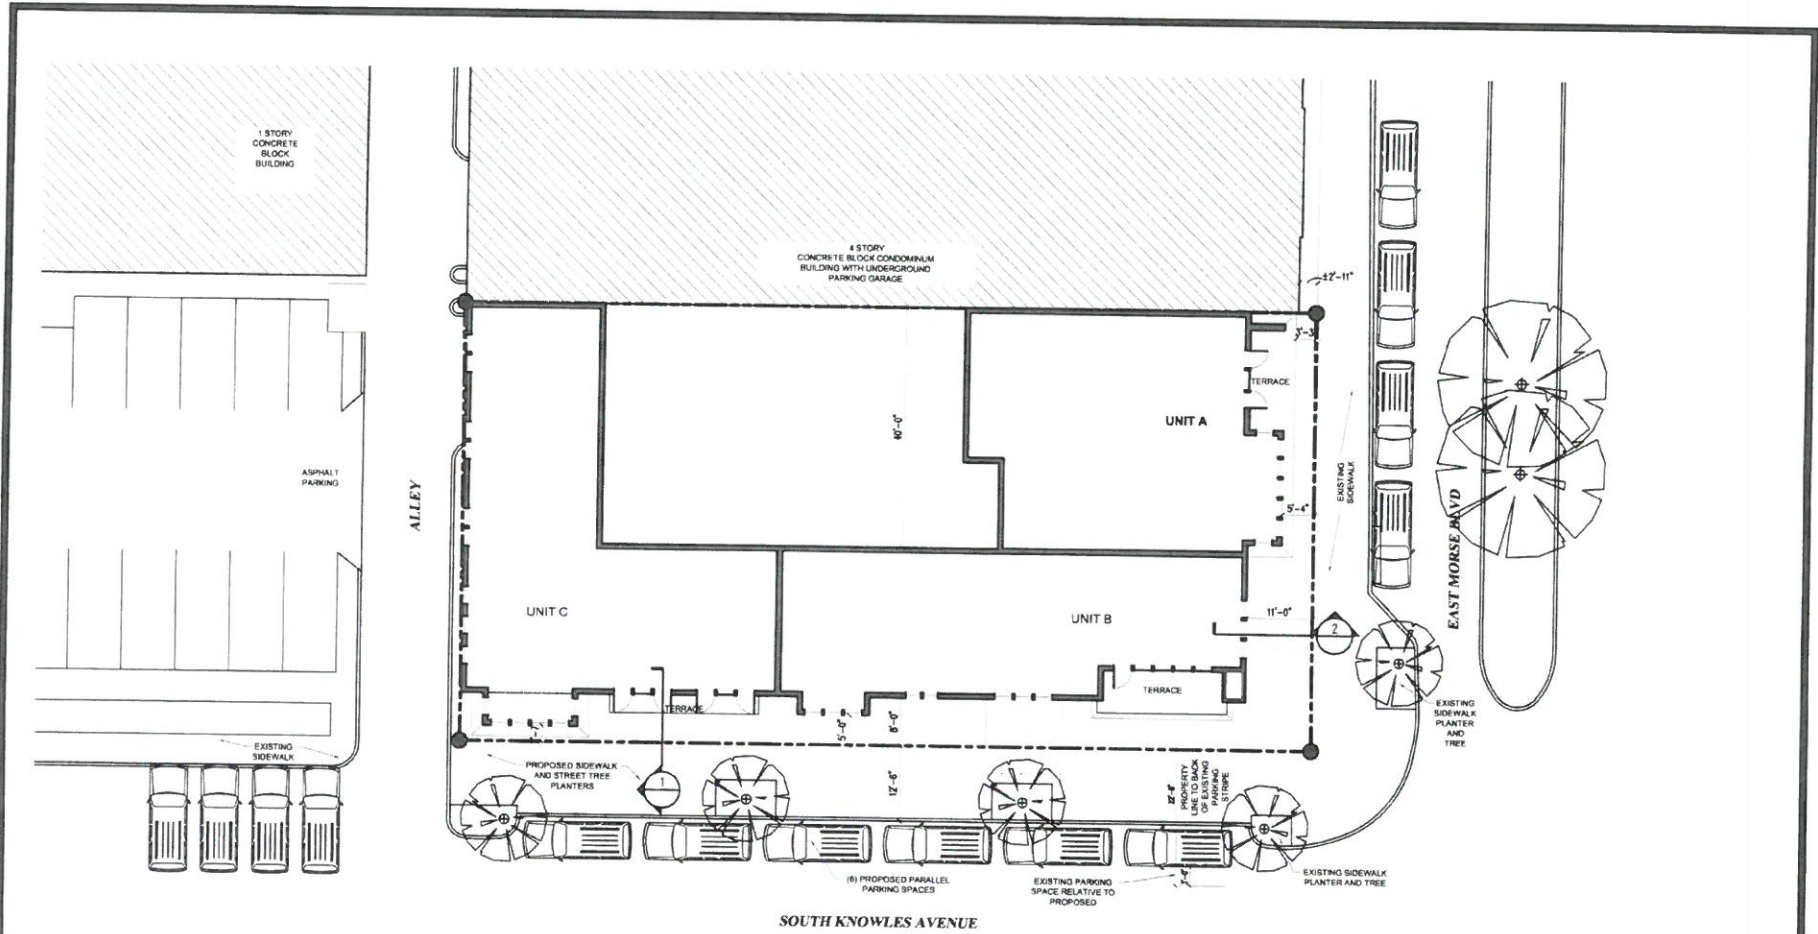 1 STORY
CONCRETE
BLOCK
BUILDING
4 STORY
CONCRETE BLOCK CONDOMINUM
BUILDING WITH UNDERGROUND
PARKING GARAGE
±2'-11"
3'-3
TERRACE
UNIT A
40'-0"
ASPHALT
PARKING
ALLEY
EXISTING
SIDEWALK
5'-4"
EAST MORSE BLVD
UNIT C
UNIT B
11'-0"
2
TERRACE
TERRACE
5'-0"
8'-0"
EXISTING
SIDEWALK
PLANTER
AND
TREE
EXISTING
SIDEWALK
PROPOSED SIDEWALK
AND STREET TREE
PLANTERS
1
12'-6"
PROPERTY
LINE TO BACK
OF EXISTING
PARKING
STRIPE
(6) PROPOSED PARALLEL
PARKING SPACES
EXISTING PARKING
SPACE RELATIVE TO
PROPOSED
EXISTING SIDEWALK
PLANTER AND TREE
SOUTH KNOWLES AVENUE